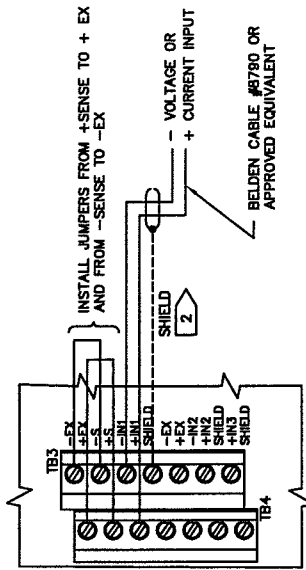 INSTALL JUMPERS FROM +SENSE TO + EX
AND FROM -SENSE TO -EX
- VOLTAGE OR
+ CURRENT INPUT
BELDEN CABLE #8790 OR
APPROVED EQUIVALENT
SHIELD
2
TB3
-EX
+EX
-S
+S
-IN1
+IN1
SHIELD
-EX
+EX
-IN2
+IN2
SHIELD
+IN3
SHIELD
TB4